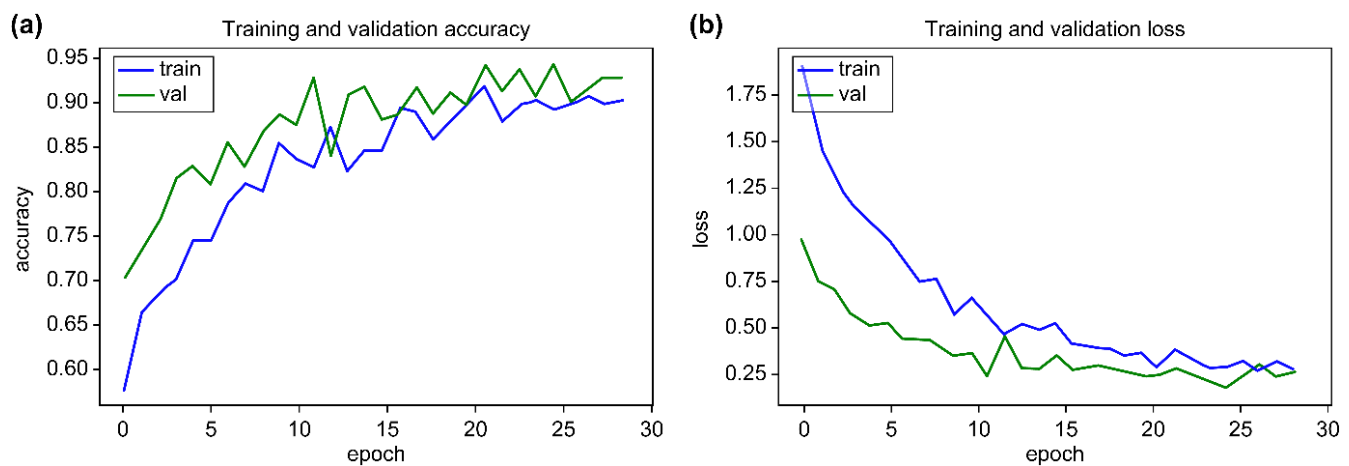 (a)
Training and validation accuracy
train
val
0.95
0.90
0.85
0.80
0.75
0.70
0.65
0.60
accuracy
0 5 10 15 20 25 30
epoch
(b)
Training and validation loss
train
val
1.75
1.50
1.25
1.00
0.75
0.50
0.25
loss
0 5 10 15 20 25 30
epoch